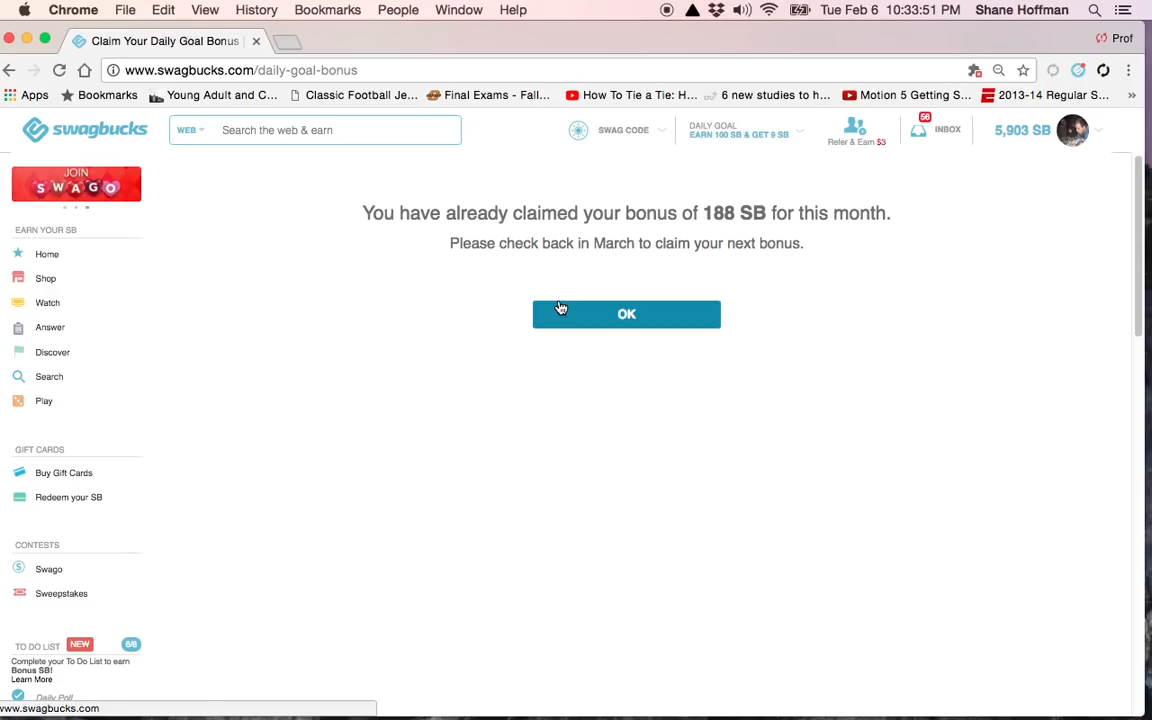 Chrome File Edit View History Bookmarks People Window Help Tue Feb 6 10:33:51 PM Shane Hoffman
Claim Your Daily Goal Bonus
Prof
www.swagbucks.com/daily-goal-bonus
Apps Bookmarks Young Adult and C... Classic Football Je... Final Exams - Fall... How To Tie a Tie: H... 6 new studies to h... Motion 5 Getting S... 2013-14 Regular S... »
swagbucks WEB Search the web & earn SWAG CODE
DAILY GOAL
EARN 100 SB & GET 9 SB
Refer & Earn $3
56
INBOX
5,903 SB
JOIN
SWAGO
EARN YOUR SB
Home
Shop
Watch
Answer
Discover
Search
Play
GIFT CARDS
Buy Gift Cards
Redeem your SB
CONTESTS
Swago
Sweepstakes
TO DO LIST NEW 6/8
Complete your To Do List to earn
Bonus SB!
Learn More
Daily Poll
You have already claimed your bonus of 188 SB for this month.
Please check back in March to claim your next bonus.
OK
www.swagbucks.com